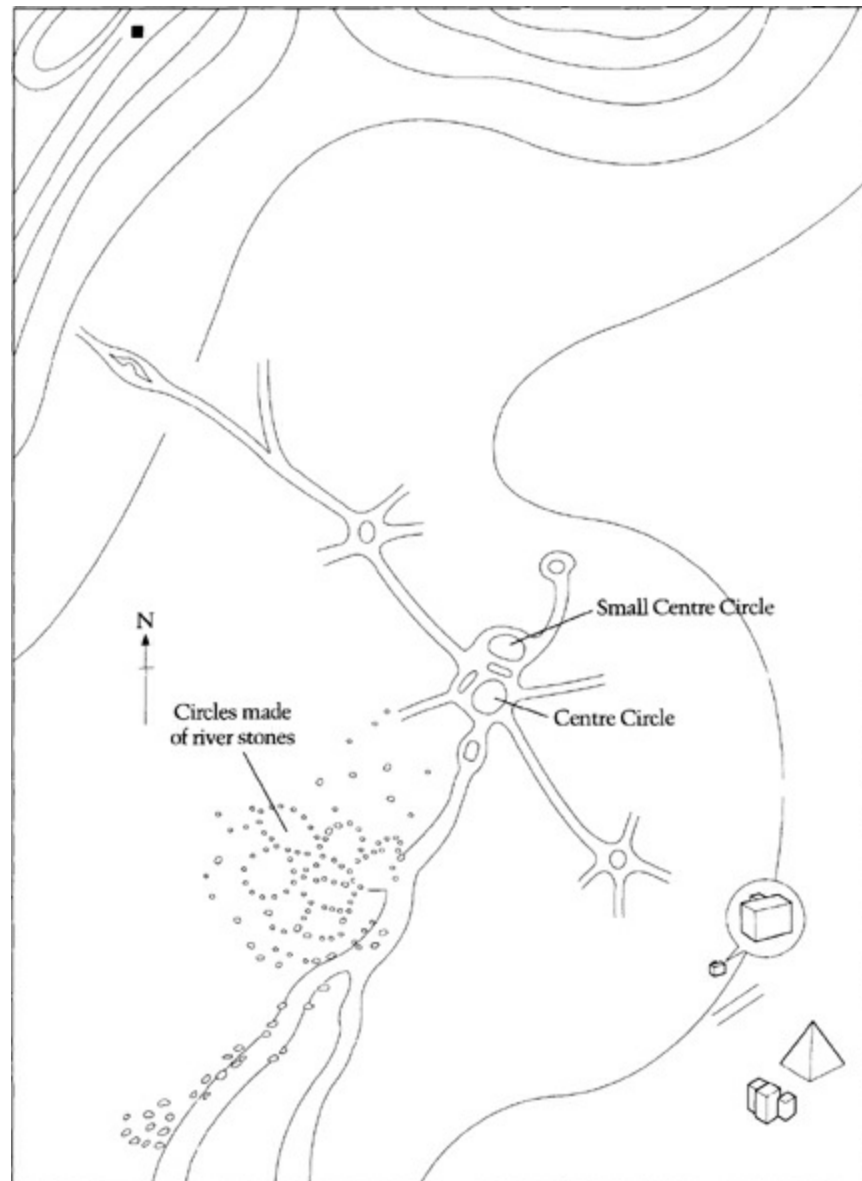 Small Centre Circle
N
Circles made
of river stones
Centre Circle